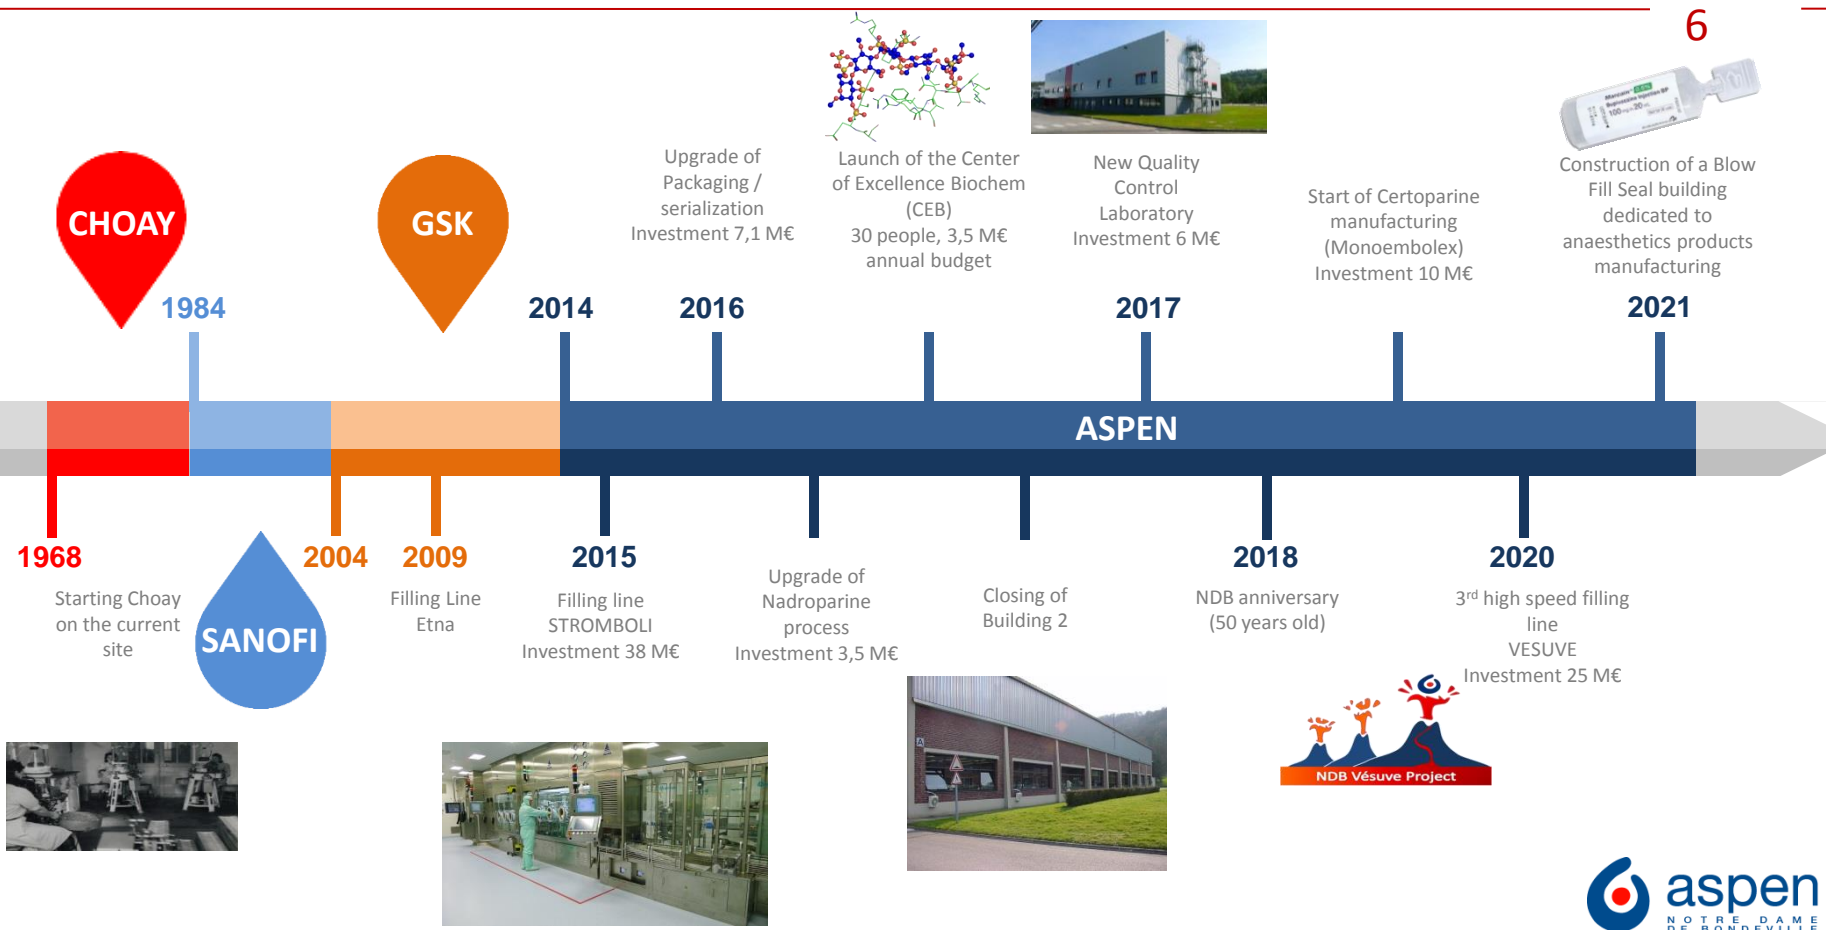 6
CHOAY
GSK
Upgrade of
Packaging /
serialization
Investment 7,1 M€
Launch of the Center
of Excellence Biochem
(CEB)
30 people, 3,5 M€
annual budget
New Quality
Control
Laboratory
Investment 6 M€
Start of Certoparine
manufacturing
(Monoembolex)
Investment 10 M€
Construction of a Blow
Fill Seal building
dedicated to
anaesthetics products
manufacturing
1984
2014
2016
2017
2021
ASPEN
1968
Starting Choay
on the current
site
SANOFI
2004
2009
Filling Line
Etna
2015
Filling line
STROMBOLI
Investment 38 M€
Upgrade of
Nadroparine
process
Investment 3,5 M€
Closing of
Building 2
2018
NDB anniversary
(50 years old)
2020
3rd high speed filling
line
VESUVE
Investment 25 M€
NDB Vésuve Project
aspen
NOTRE DAME
DE BONDEVILLE